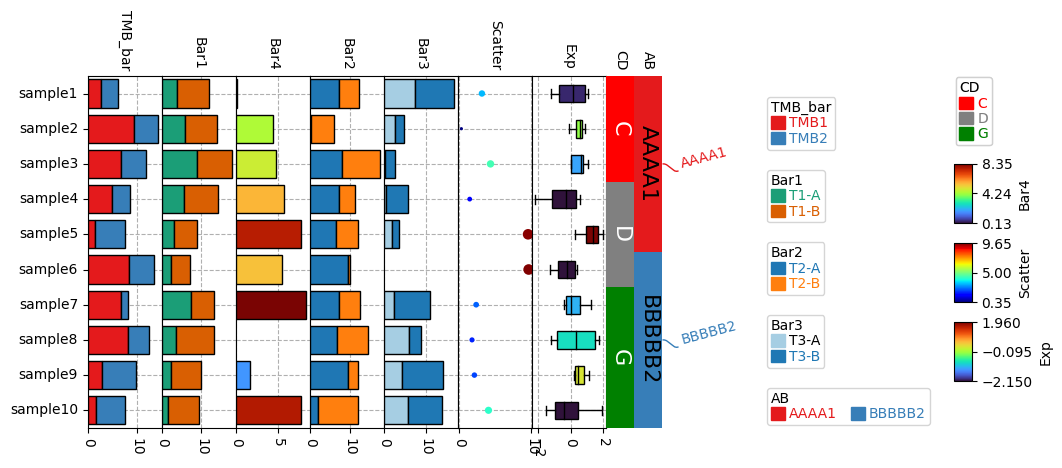 TMB_bar
Bar1
Bar4
Bar2
Bar3
Scatter
Exp
CD
AB
sample1
sample2
sample3
sample4
sample5
sample6
sample7
sample8
sample9
sample10
0
10
0
10
0
5
0
10
0
10
0
10
−2
0
2
C
D
G
AAAA1
BBBBB2
AAAA1
BBBBB2
TMB_bar
TMB1
TMB2
Bar1
T1-A
T1-B
Bar2
T2-A
T2-B
Bar3
T3-A
T3-B
AB
AAAA1 BBBBB2
CD
C
D
G
8.35
4.24
0.13
Bar4
9.65
5.00
0.35
Scatter
1.960
−0.095
−2.150
Exp